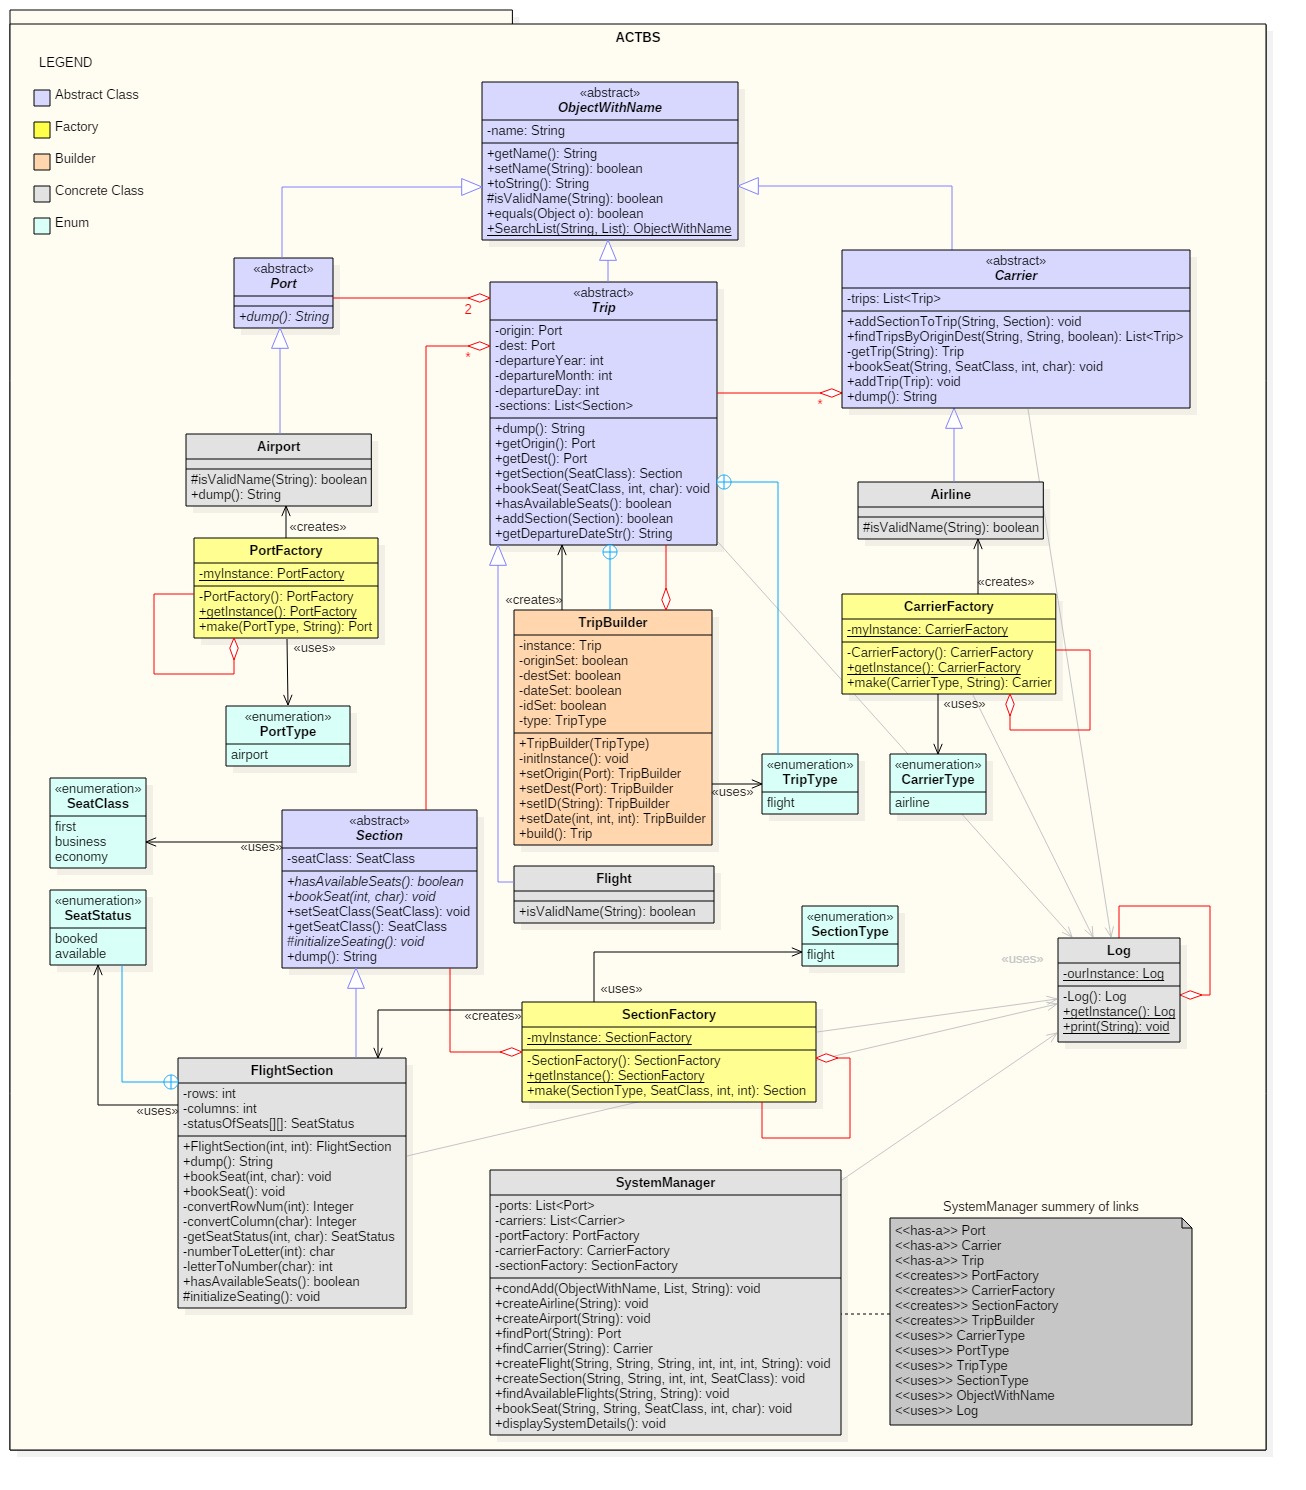 ACTBS
LEGEND
Abstract Class
Factory
Builder
Concrete Class
Enum
«abstract»
ObjectWithName
-name: String
+getName(): String
+setName(String): boolean
+toString(): String
#isValidName(String): boolean
+equals(Object o): boolean
+SearchList(String, List): ObjectWithName
«abstract»
Port
+dump(): String
2
*
«abstract»
Trip
-origin: Port
-dest: Port
-departureYear: int
-departureMonth: int
-departureDay: int
-sections: List<Section>
+dump(): String
+getOrigin(): Port
+getDest(): Port
+getSection(SeatClass): Section
+bookSeat(SeatClass, int, char): void
+hasAvailableSeats(): boolean
+addSection(Section): boolean
+getDepartureDateStr(): String
«abstract»
Carrier
-trips: List<Trip>
+addSectionToTrip(String, Section): void
+findTripsByOriginDest(String, String, boolean): List<Trip>
-getTrip(String): Trip
+bookSeat(String, SeatClass, int, char): void
+addTrip(Trip): void
+dump(): String
*
Airport
#isValidName(String): boolean
+dump(): String
«creates»
PortFactory
-myInstance: PortFactory
-PortFactory(): PortFactory
+getInstance(): PortFactory
+make(PortType, String): Port
«uses»
«enumeration»
PortType
airport
Airline
#isValidName(String): boolean
«creates»
CarrierFactory
-myInstance: CarrierFactory
-CarrierFactory(): CarrierFactory
+getInstance(): CarrierFactory
+make(CarrierType, String): Carrier
«uses»
«enumeration»
CarrierType
airline
«creates»
TripBuilder
-instance: Trip
-originSet: boolean
-destSet: boolean
-dateSet: boolean
-idSet: boolean
-type: TripType
+TripBuilder(TripType)
-initInstance(): void
+setOrigin(Port): TripBuilder
+setDest(Port): TripBuilder
+setID(String): TripBuilder
+setDate(int, int, int): TripBuilder
+build(): Trip
«uses»
«enumeration»
TripType
flight
«enumeration»
SeatClass
first
business
economy
«uses»
«abstract»
Section
-seatClass: SeatClass
+hasAvailableSeats(): boolean
+bookSeat(int, char): void
+setSeatClass(SeatClass): void
+getSeatClass(): SeatClass
#initializeSeating(): void
+dump(): String
«enumeration»
SeatStatus
booked
available
Flight
+isValidName(String): boolean
«enumeration»
SectionType
flight
«uses»
«uses»
Log
-ourInstance: Log
-Log(): Log
+getInstance(): Log
+print(String): void
«creates»
SectionFactory
-myInstance: SectionFactory
-SectionFactory(): SectionFactory
+getInstance(): SectionFactory
+make(SectionType, SeatClass, int, int): Section
«uses»
FlightSection
-rows: int
-columns: int
-statusOfSeats[][]: SeatStatus
+FlightSection(int, int): FlightSection
+dump(): String
+bookSeat(int, char): void
+bookSeat(): void
-convertRowNum(int): Integer
-convertColumn(char): Integer
-getSeatStatus(int, char): SeatStatus
-numberToLetter(int): char
-letterToNumber(char): int
+hasAvailableSeats(): boolean
#initializeSeating(): void
SystemManager
-ports: List<Port>
-carriers: List<Carrier>
-portFactory: PortFactory
-carrierFactory: CarrierFactory
-sectionFactory: SectionFactory
+condAdd(ObjectWithName, List, String): void
+createAirline(String): void
+createAirport(String): void
+findPort(String): Port
+findCarrier(String): Carrier
+createFlight(String, String, String, int, int, int, String): void
+createSection(String, String, int, int, SeatClass): void
+findAvailableFlights(String, String): void
+bookSeat(String, String, SeatClass, int, char): void
+displaySystemDetails(): void
SystemManager summery of links
<<has-a>> Port
<<has-a>> Carrier
<<has-a>> Trip
<<creates>> PortFactory
<<creates>> CarrierFactory
<<creates>> SectionFactory
<<creates>> TripBuilder
<<uses>> CarrierType
<<uses>> PortType
<<uses>> TripType
<<uses>> SectionType
<<uses>> ObjectWithName
<<uses>> Log